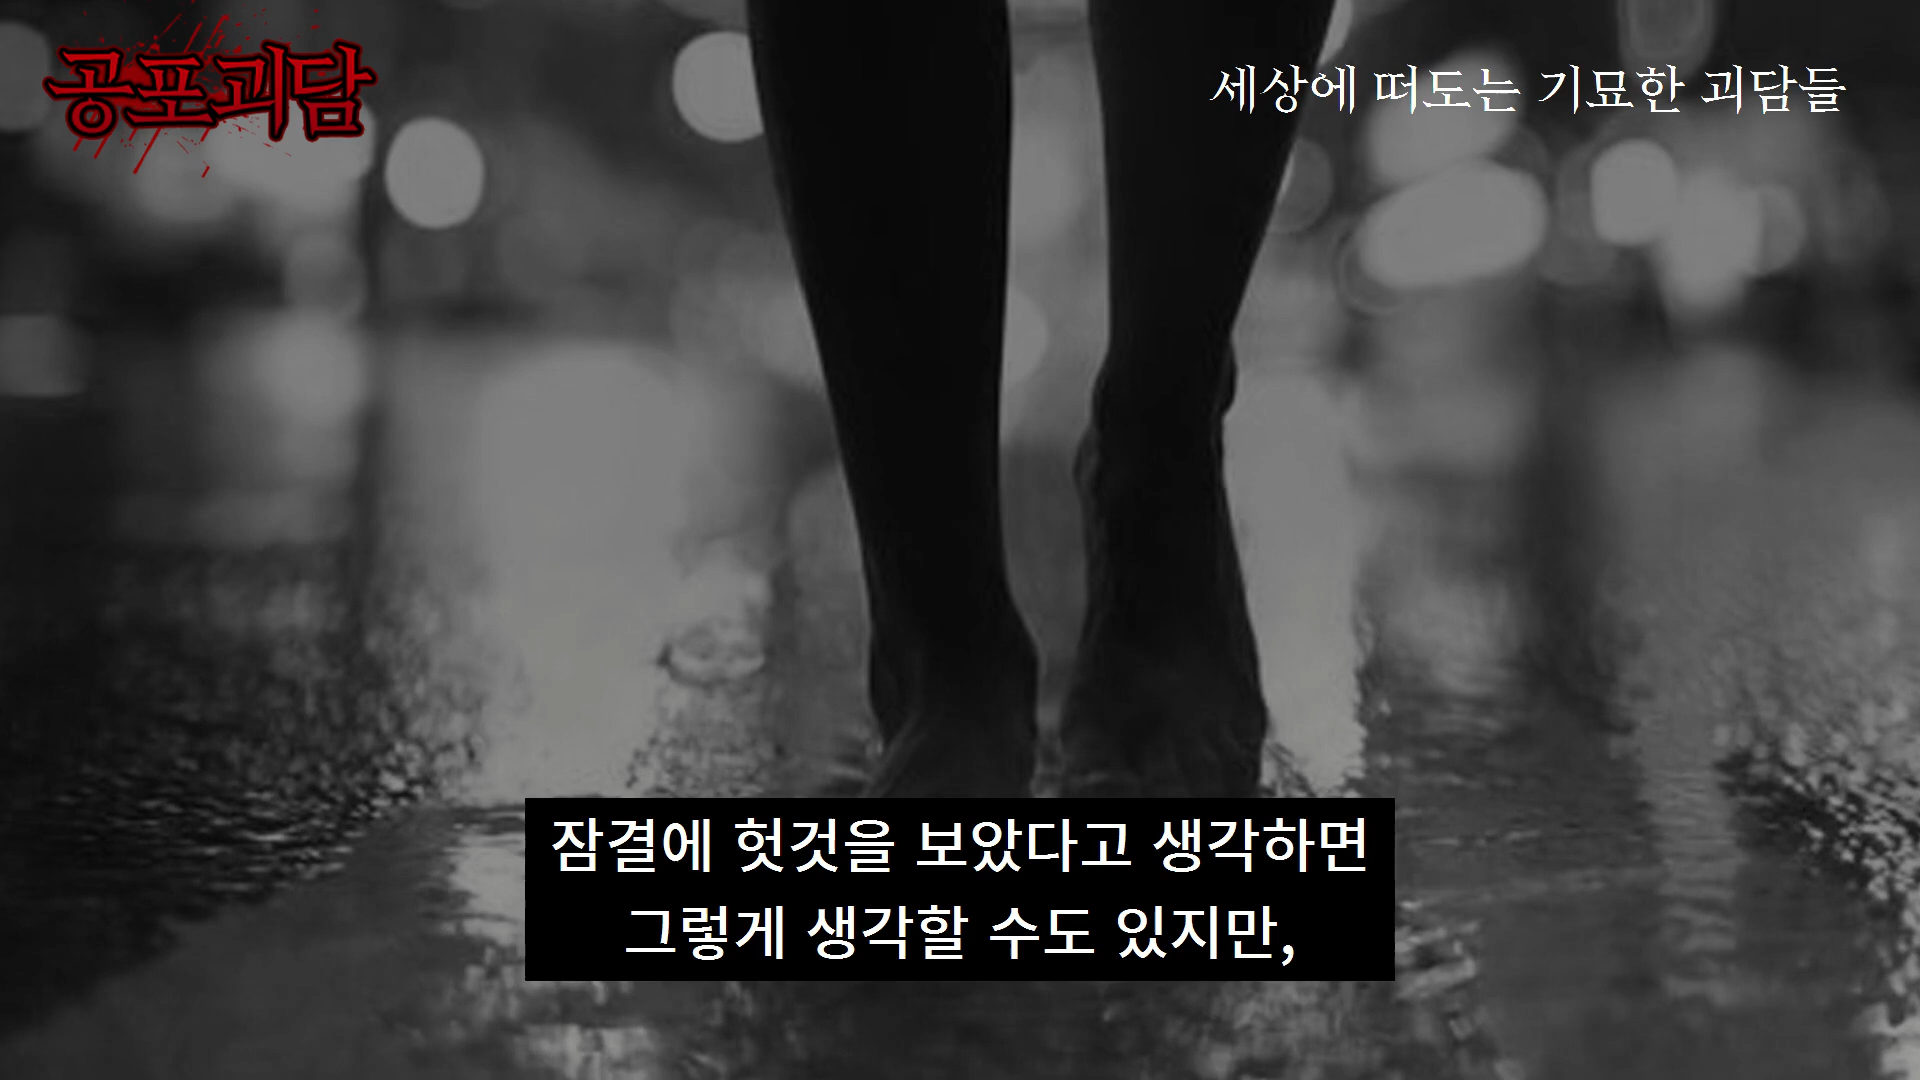 공포괴담
세상에 떠도는 기묘한 괴담들
잠결에 헛것을 보았다고 생각하면
그렇게 생각할 수도 있지만,